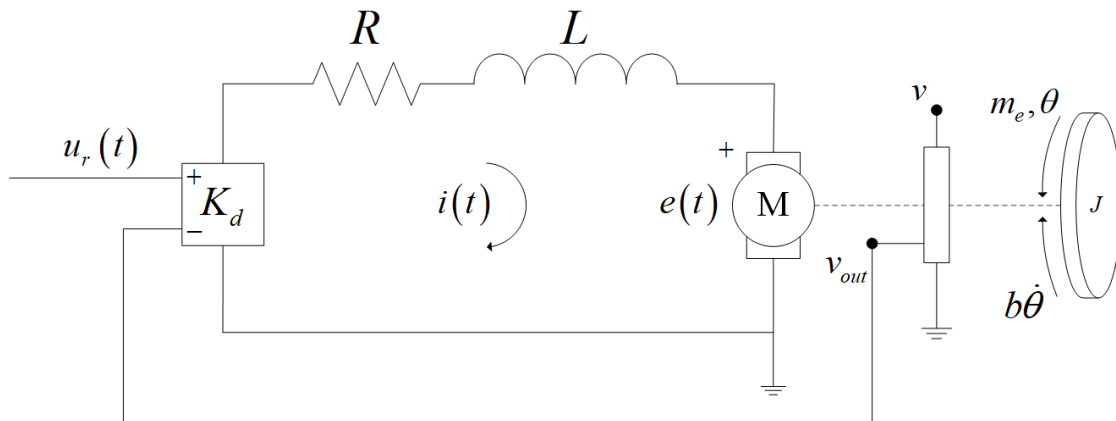 R
L
v
m_e, θ
u_r(t)
+
+
K_d
−
i(t)
e(t)
M
J
v_out
bθ̇